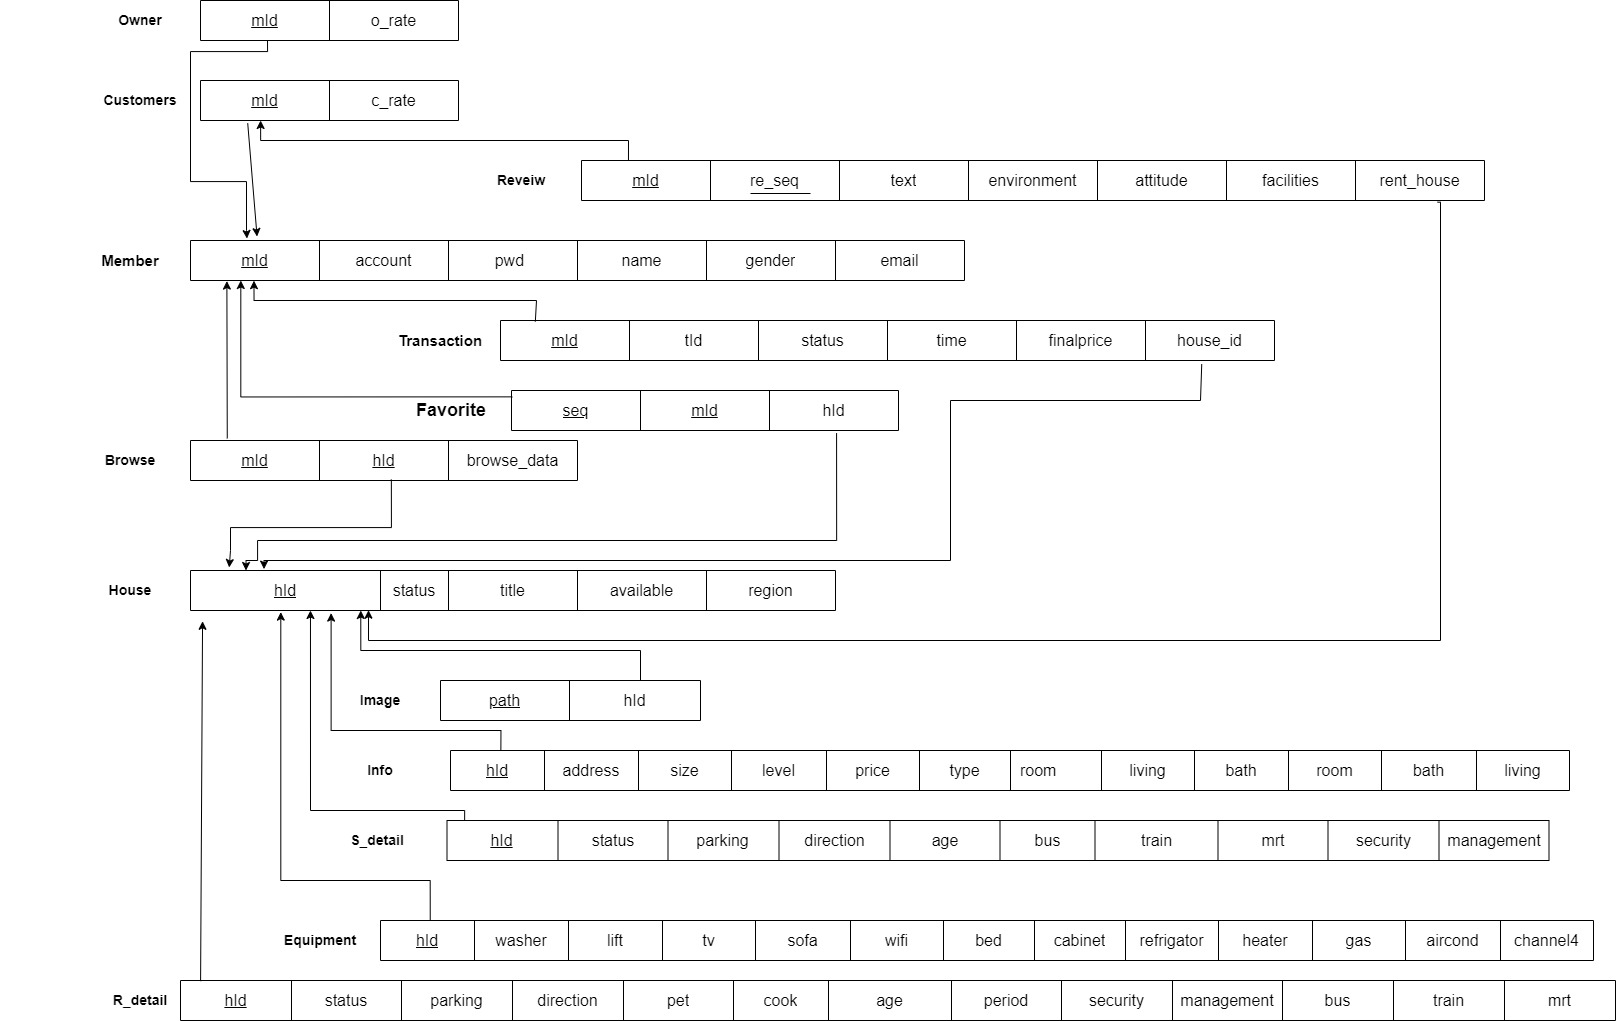 Owner mId o_rate
Customers mId c_rate
Reveiw mId re_seq text environment attitude facilities rent_house
Member mId account pwd name gender email
Transaction mId tId status time finalprice house_id
Favorite seq mId hId
Browse mId hId browse_data
House hId status title available region
Image path hId
Info hId address size level price type room living bath room bath living
S_detail hId status parking direction age bus train mrt security management
Equipment hId washer lift tv sofa wifi bed cabinet refrigator heater gas aircond channel4
R_detail hId status parking direction pet cook age period security management bus train mrt